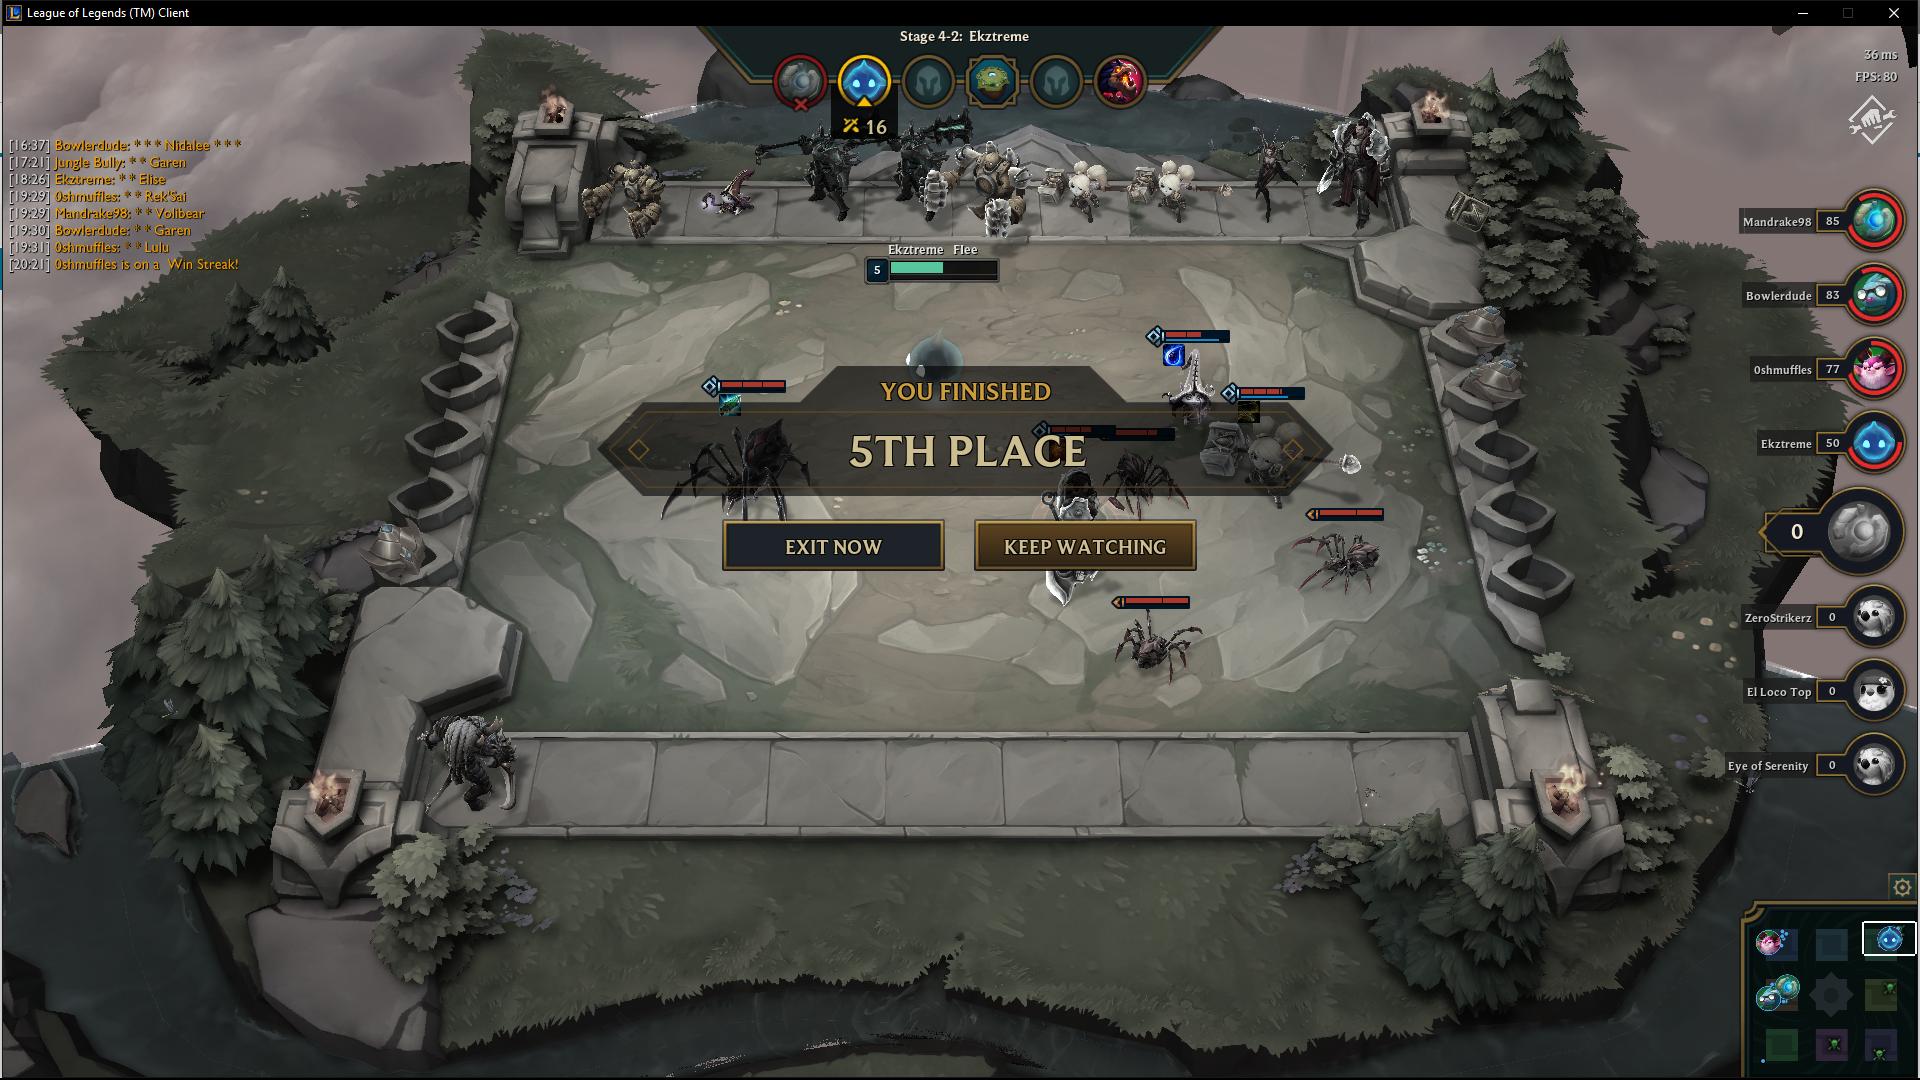 League of Legends (TM) Client
Stage 4-2: Ekztreme
36 ms
FPS: 80
16
[16:37] Bowlerdude: * * * Nidalee * * *
[17:21] Jungle Bully: * * Garen
[18:26] Ekztreme: * * Elise
[19:29] 0shmuffles: * * Rek'Sai
[19:29] Mandrake98: * * Volibear
[19:30] Bowlerdude: * * Garen
[19:31] 0shmuffles: * * Lulu
[20:21] 0shmuffles is on a Win Streak!
Ekztreme Flee
5
YOU FINISHED
5TH PLACE
EXIT NOW
KEEP WATCHING
Mandrake98 85
Bowlerdude 83
0shmuffles 77
Ekztreme 50
0
ZeroStrikerz 0
El Loco Top 0
Eye of Serenity 0